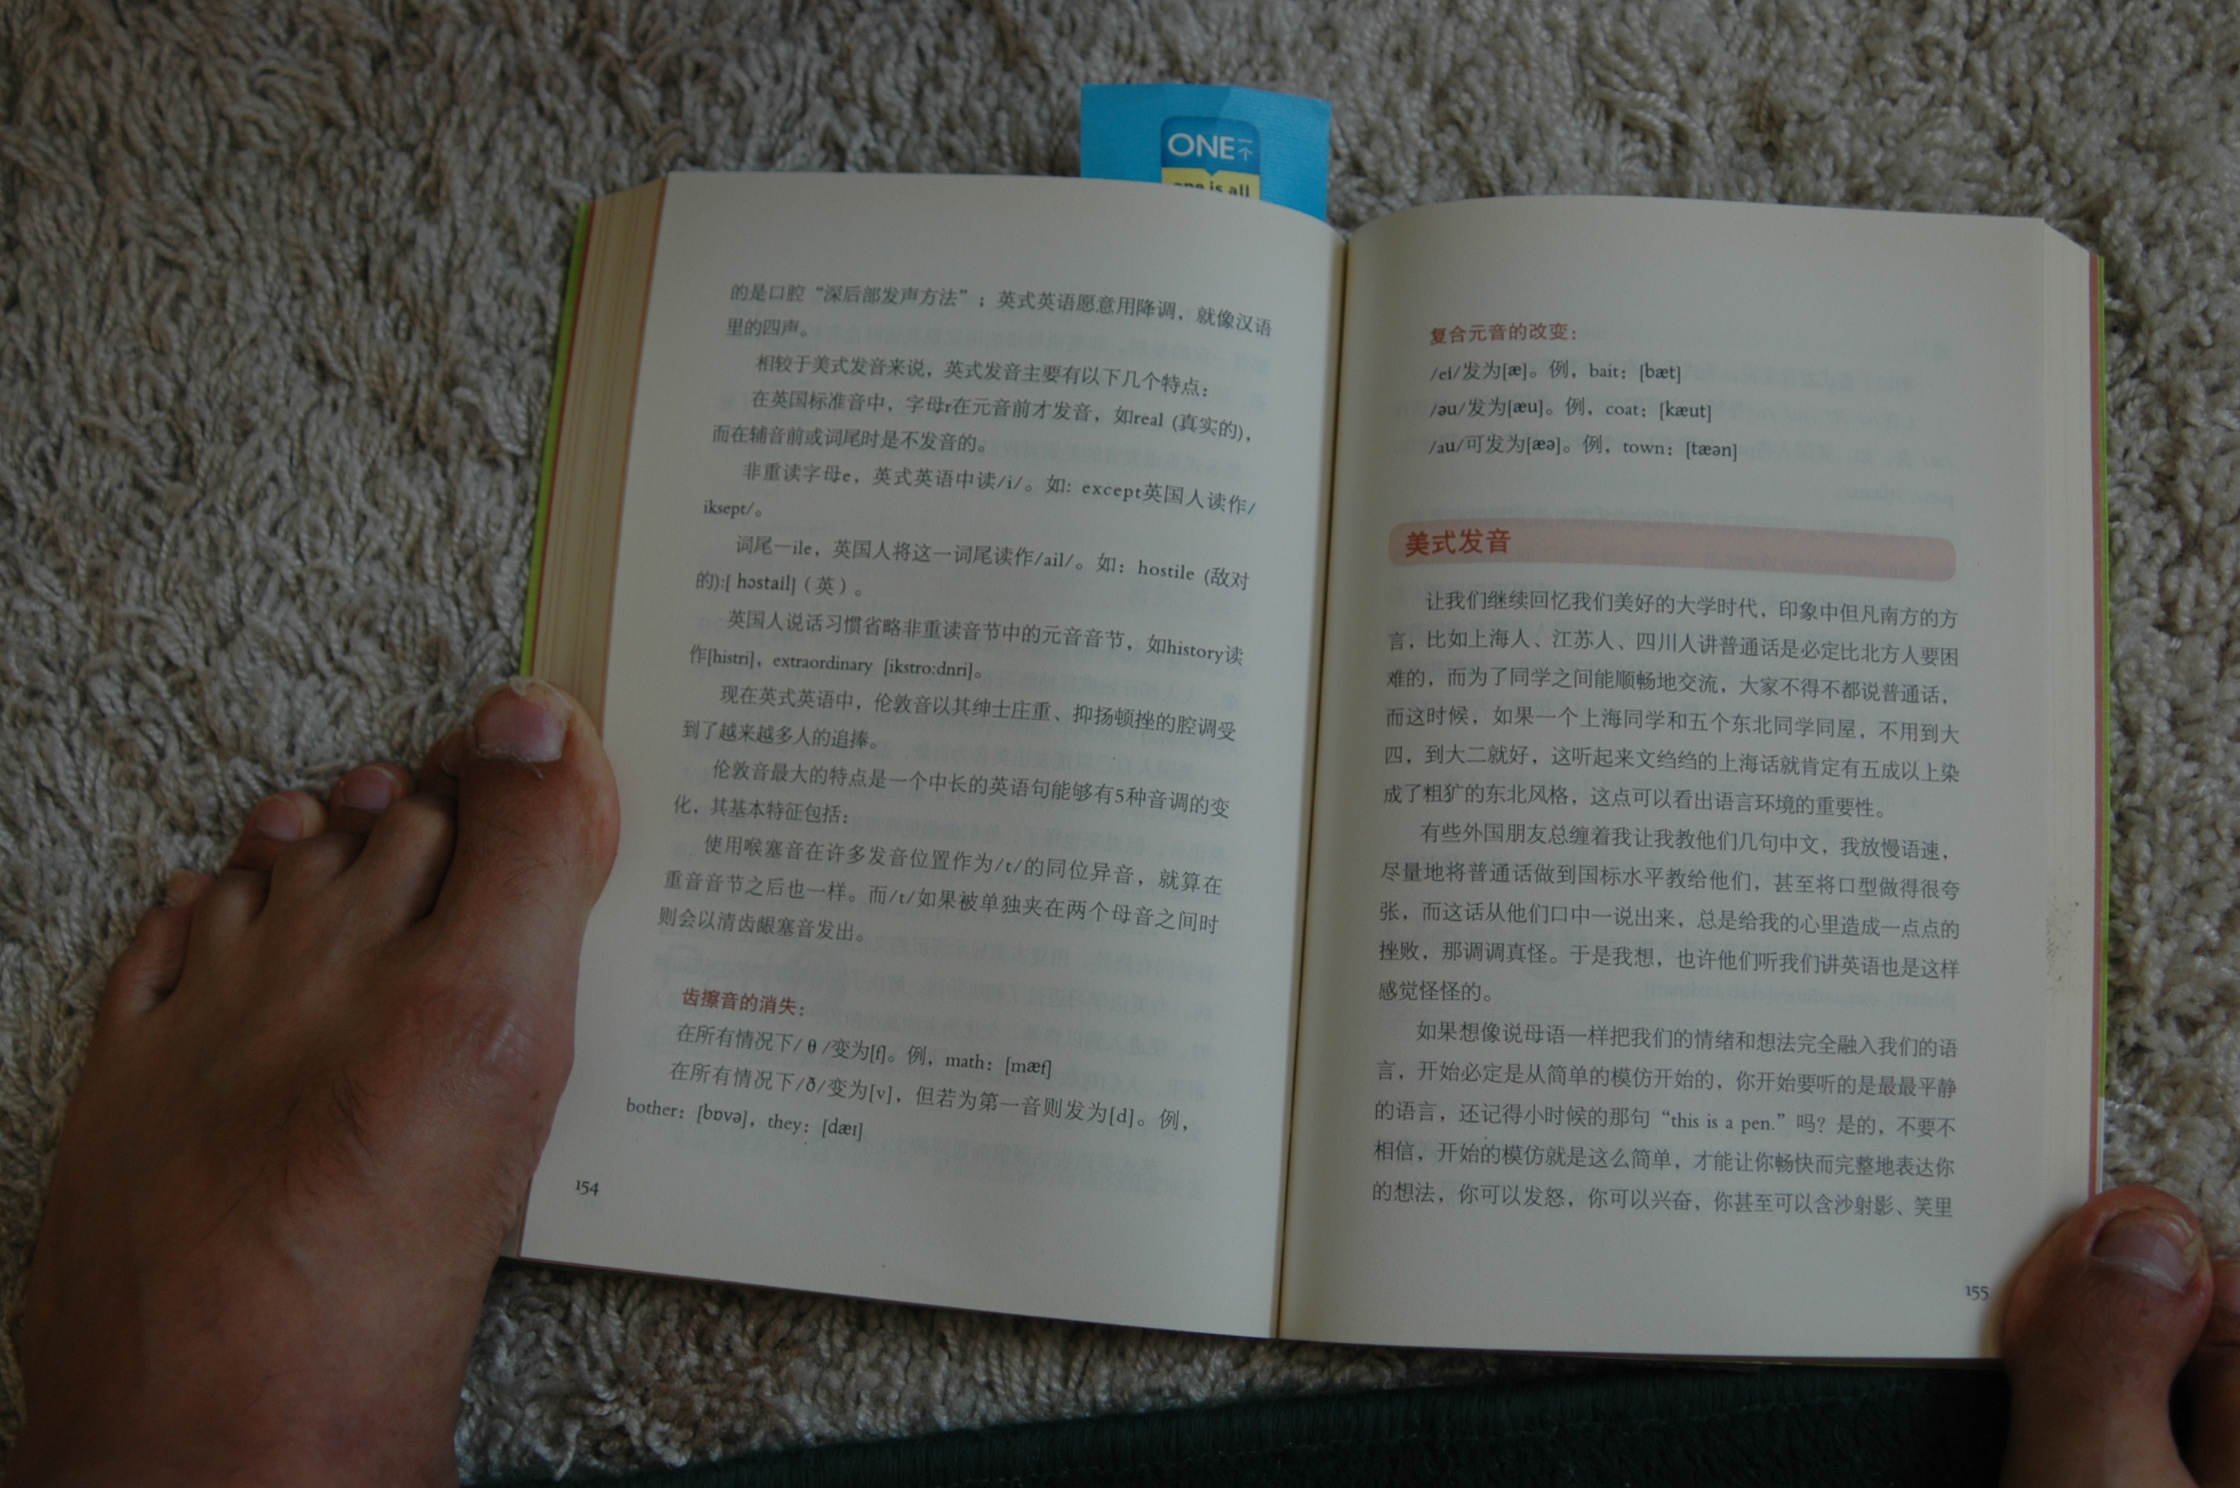 ONE一个
one is all
的是口腔“深后部发声方法”；英式英语愿意用降调，就像汉语
里的四声。
相较于美式发音来说，英式发音主要有以下几个特点：
在英国标准音中，字母r在元音前才发音，如real (真实的)，
而在辅音前或词尾时是不发音的。
非重读字母e，英式英语中读/i/。如：except英国人读作/
iksept/。
词尾—ile，英国人将这一词尾读作/ail/。如：hostile (敌对
的):[ hɒstail]（英）。
英国人说话习惯省略非重读音节中的元音音节，如history读
作[histri]，extraordinary [ikstro:dnri]。
现在英式英语中，伦敦音以其绅士庄重、抑扬顿挫的腔调受
到了越来越多人的追捧。
伦敦音最大的特点是一个中长的英语句能够有5种音调的变
化，其基本特征包括：
使用喉塞音在许多发音位置作为/t/的同位异音，就算在
重音音节之后也一样。而/t/如果被单独夹在两个母音之间时
则会以清齿龈塞音发出。
齿擦音的消失：
在所有情况下/θ/变为[f]。例，math：[mæf]
在所有情况下/ð/变为[v]，但若为第一音则发为[d]。例，
bother：[bɒvə]，they：[dæɪ]
154
复合元音的改变：
/ei/发为[æ]。例，bait：[bæt]
/əu/发为[æu]。例，coat：[kæut]
/au/可发为[æə]。例，town：[tæən]
美式发音
让我们继续回忆我们美好的大学时代，印象中但凡南方的方
言，比如上海人、江苏人、四川人讲普通话是必定比北方人要困
难的，而为了同学之间能顺畅地交流，大家不得不都说普通话，
而这时候，如果一个上海同学和五个东北同学同屋，不用到大
四，到大二就好，这听起来文绉绉的上海话就肯定有五成以上染
成了粗犷的东北风格，这点可以看出语言环境的重要性。
有些外国朋友总缠着我让我教他们几句中文，我放慢语速，
尽量地将普通话做到国标水平教给他们，甚至将口型做得很夸
张，而这话从他们口中一说出来，总是给我的心里造成一点点的
挫败，那调调真怪。于是我想，也许他们听我们讲英语也是这样
感觉怪怪的。
如果想像说母语一样把我们的情绪和想法完全融入我们的语
言，开始必定是从简单的模仿开始的，你开始要听的是最最平静
的语言，还记得小时候的那句“this is a pen.”吗？是的，不要不
相信，开始的模仿就是这么简单，才能让你畅快而完整地表达你
的想法，你可以发怒，你可以兴奋，你甚至可以含沙射影、笑里
155